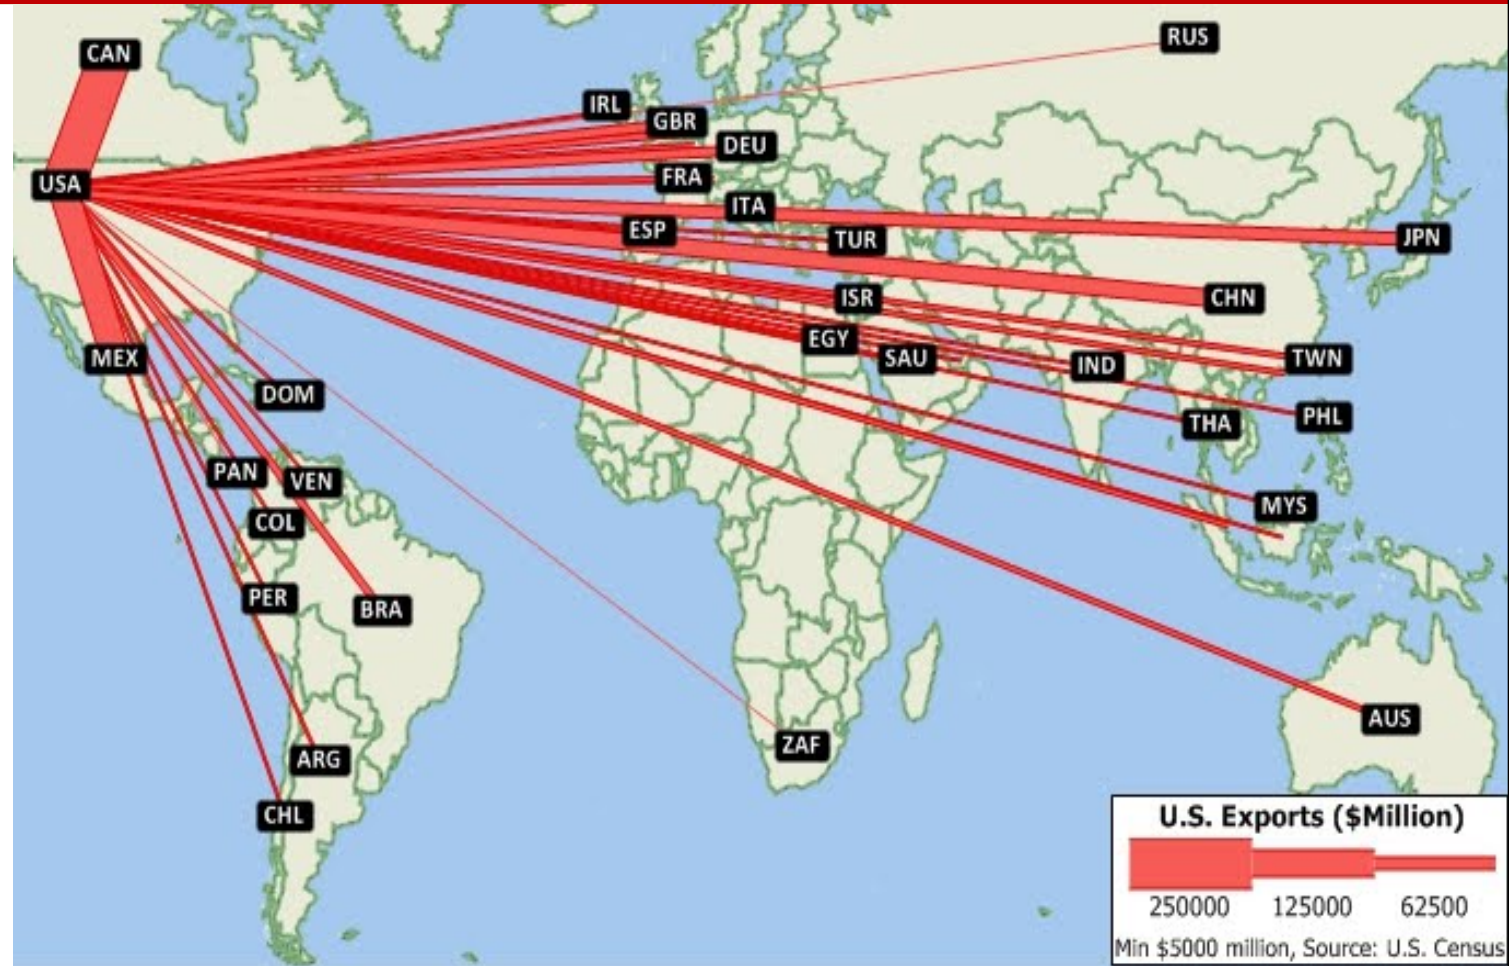 RUS
CAN
IRL
GBR
DEU
FRA
USA
ITA
ESP
TUR
JPN
ISR
CHN
EGY
SAU
IND
TWN
MEX
DOM
PHL
THA
PAN
VEN
MYS
COL
PER
BRA
AUS
ZAF
ARG
CHL
U.S. Exports ($Million)
250000 125000 62500
Min $5000 million, Source: U.S. Census